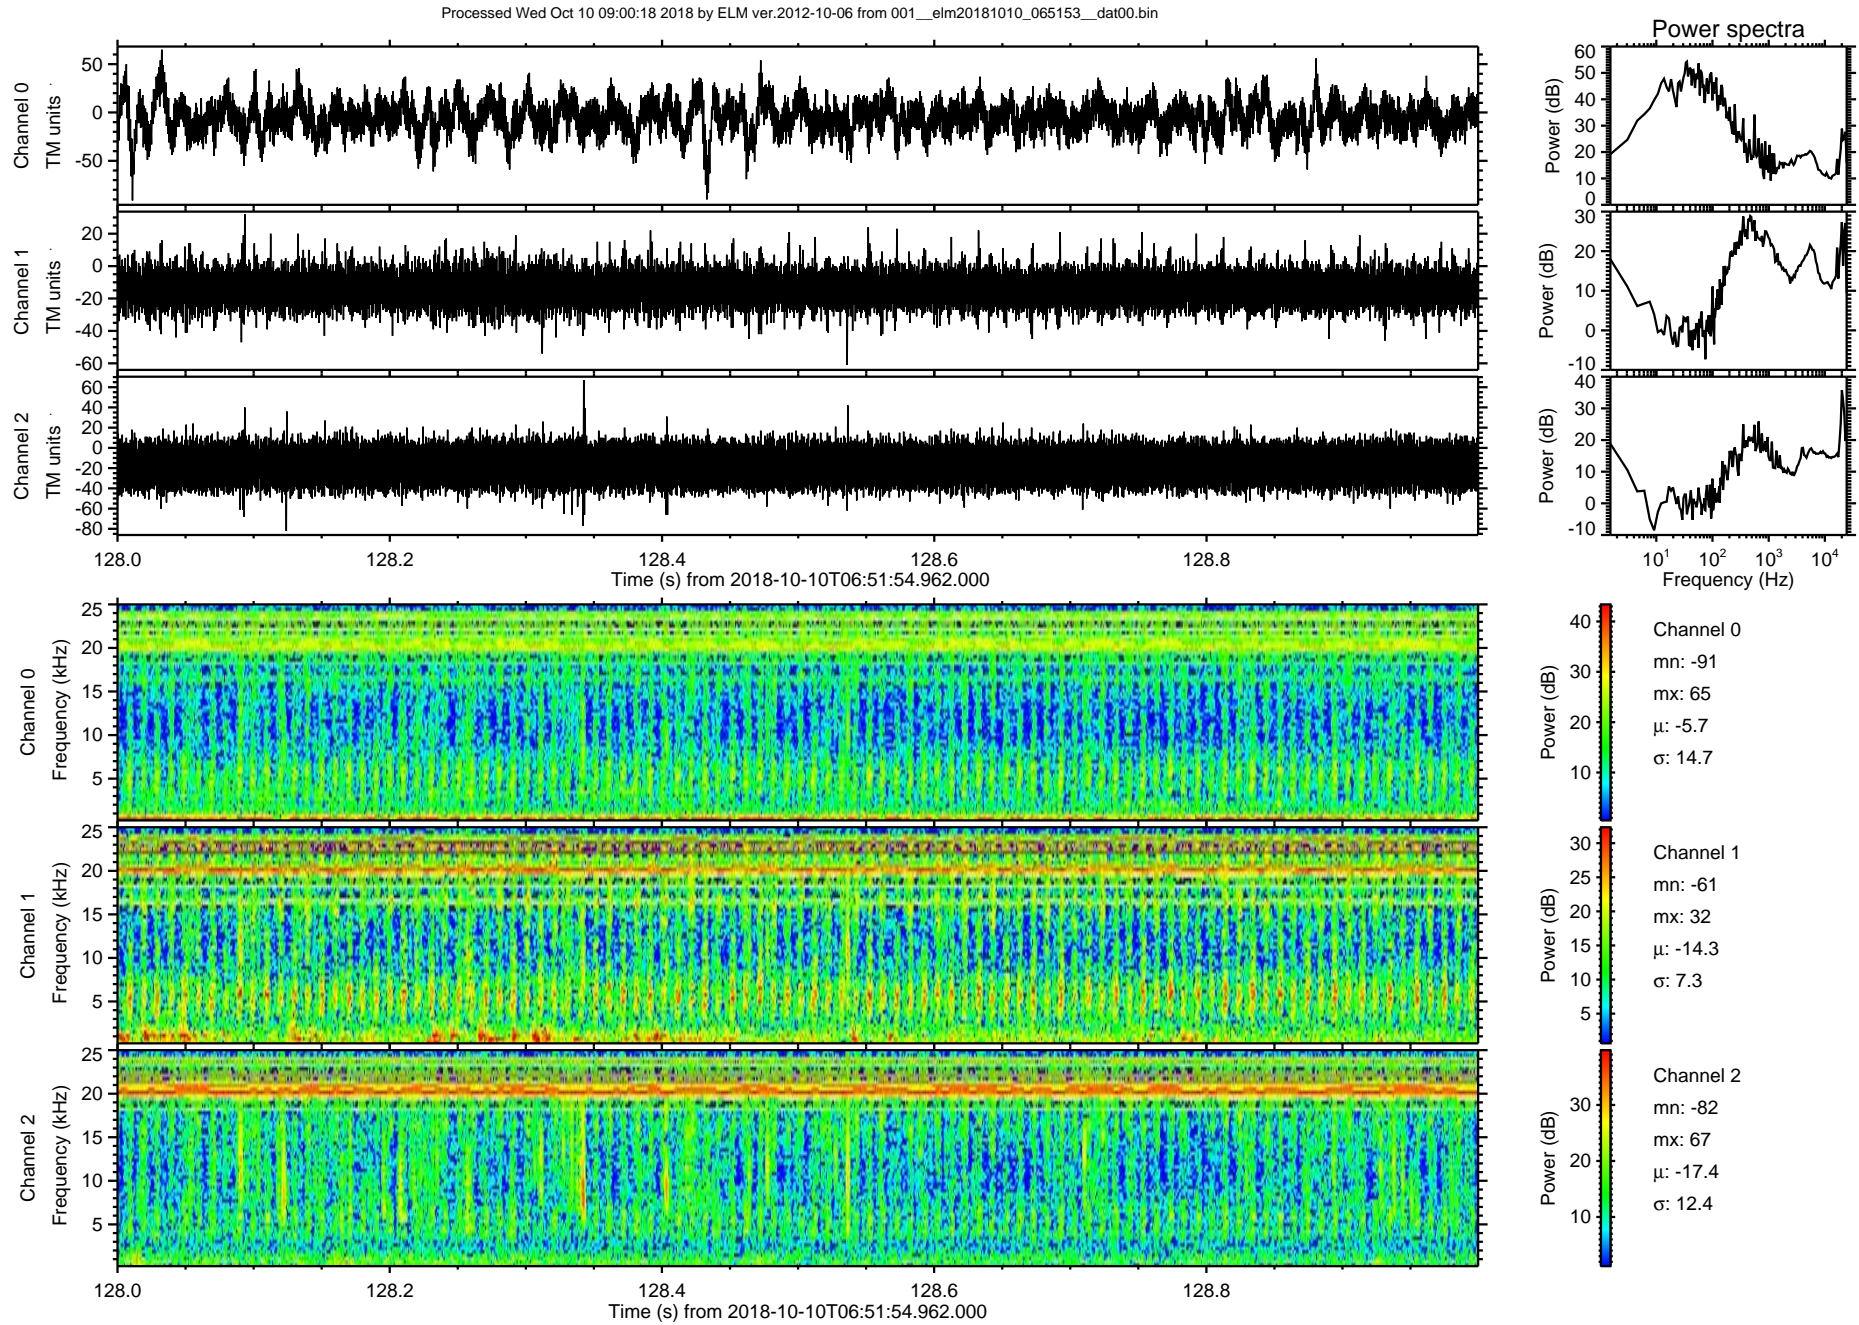 Processed Wed Oct 10 09:00:18 2018 by ELM ver.2012-10-06 from 001__elm20181010_065153__dat00.bin
Power spectra
Channel 0
TM units
50
0
-50
Power (dB)
60
50
40
30
20
10
0
Channel 1
TM units
20
0
-20
-40
-60
Power (dB)
30
20
10
0
-10
Channel 2
TM units
60
40
20
0
-20
-40
-60
-80
Power (dB)
40
30
20
10
0
-10
128.0 128.2 128.4 128.6 128.8
Time (s) from 2018-10-10T06:51:54.962.000
10¹ 10² 10³ 10⁴
Frequency (Hz)
Channel 0
Frequency (kHz)
25
20
15
10
5
Power (dB)
40
30
20
10
Channel 0
mn: -91
mx: 65
μ: -5.7
σ: 14.7
Channel 1
Frequency (kHz)
25
20
15
10
5
Power (dB)
30
25
20
15
10
5
Channel 1
mn: -61
mx: 32
μ: -14.3
σ: 7.3
Channel 2
Frequency (kHz)
25
20
15
10
5
Power (dB)
30
20
10
Channel 2
mn: -82
mx: 67
μ: -17.4
σ: 12.4
128.0 128.2 128.4 128.6 128.8
Time (s) from 2018-10-10T06:51:54.962.000